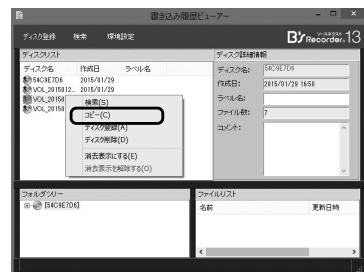 書き込み履歴ビューアー
ディスク登録 検索 環境設定
B's Recorder 13
ディスクリスト
ディスク名 作成日 ラベル名
54C9E7D6 2015/01/29
VOL_2015012.. 2015/01/29
VOL_20150
VOL_20150
検索(S)
コピー(C)
ディスク登録(A)
ディスク削除(D)
消去表示にする(E)
消去表示を解除する(O)
ディスク詳細情報
ディスク名: 54C9E7D6
作成日: 2015/01/29 16:50
ラベル名:
ファイル数: 7
コメント:
フォルダツリー
[54C9E7D6]
ファイルリスト
名前 更新日時